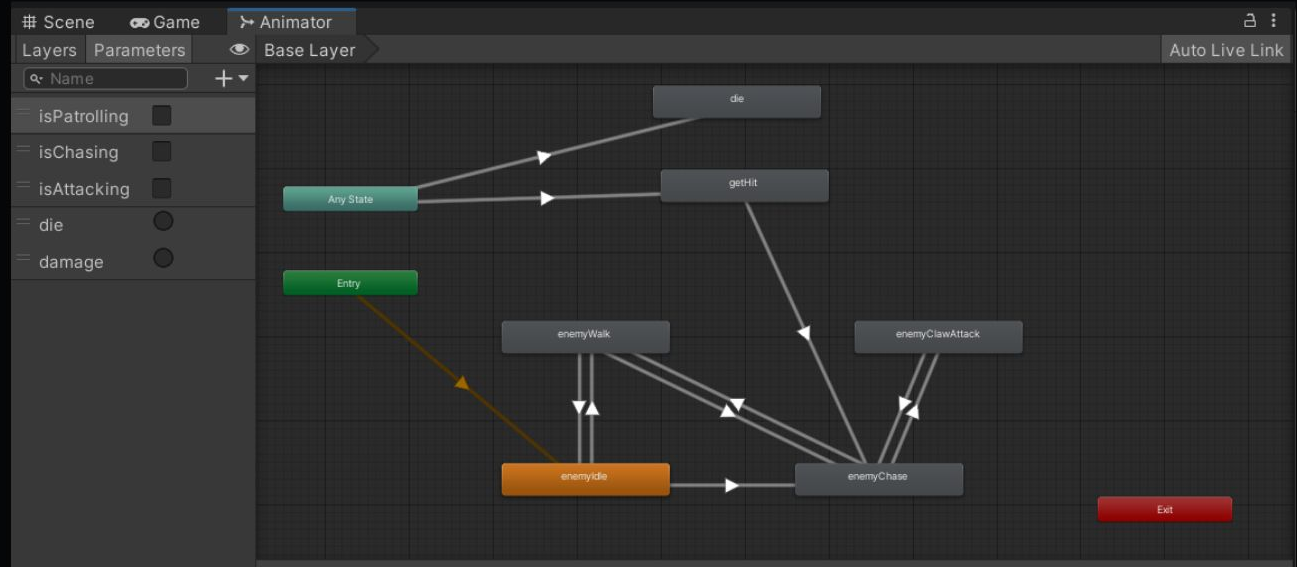 Scene Game Animator
Layers Parameters Base Layer Auto Live Link
Name
isPatrolling
isChasing
isAttacking
die
damage
die
getHit
Any State
Entry
enemyWalk enemyClawAttack
enemyIdle enemyChase
Exit